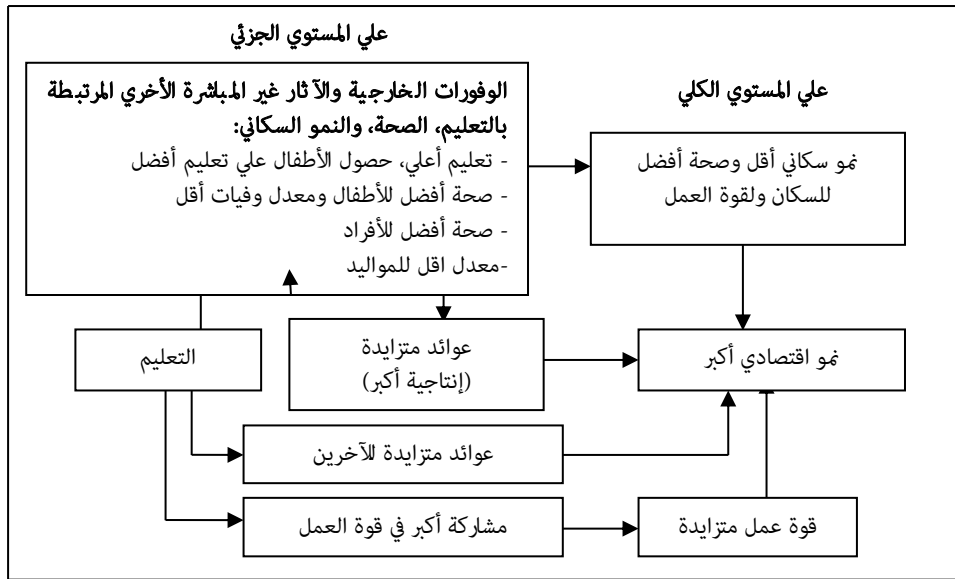 علي المستوي الجزئي
علي المستوي الكلي
الوفورات الخارجية والآثار غير المباشرة الأخري المرتبطة
بالتعليم، الصحة، والنمو السكاني:
- تعليم أعلي، حصول الأطفال علي تعليم أفضل
- صحة أفضل للأطفال ومعدل وفيات أقل
- صحة أفضل للأفراد
-معدل اقل للمواليد
نمو سكاني أقل وصحة أفضل
للسكان ولقوة العمل
التعليم
عوائد متزايدة
(إنتاجية أكبر)
نمو اقتصادي أكبر
عوائد متزايدة للآخرين
مشاركة أكبر في قوة العمل
قوة عمل متزايدة